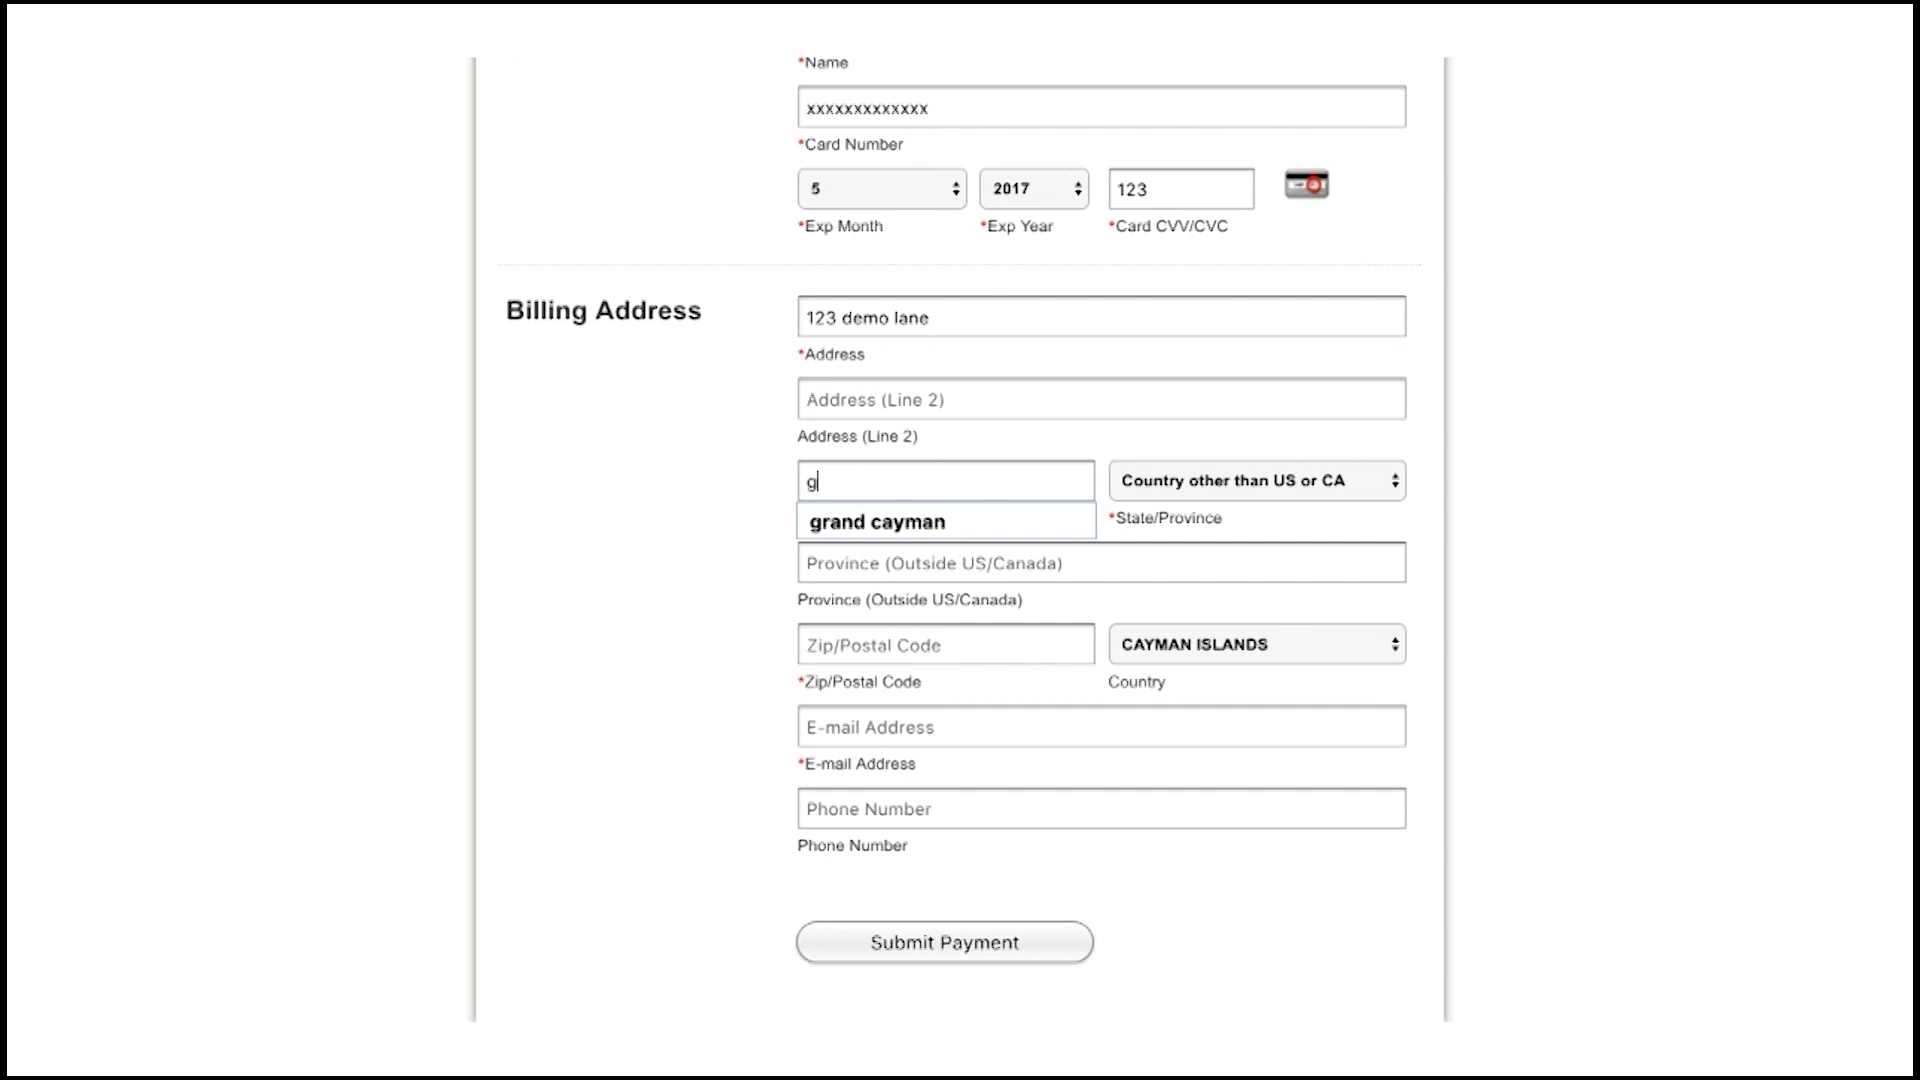 *Name
xxxxxxxxxxxxx
*Card Number
5 2017 123
*Exp Month *Exp Year *Card CVV/CVC
Billing Address
123 demo lane
*Address
Address (Line 2)
Address (Line 2)
g Country other than US or CA
grand cayman *State/Province
Province (Outside US/Canada)
Province (Outside US/Canada)
Zip/Postal Code CAYMAN ISLANDS
*Zip/Postal Code Country
E-mail Address
*E-mail Address
Phone Number
Phone Number
Submit Payment